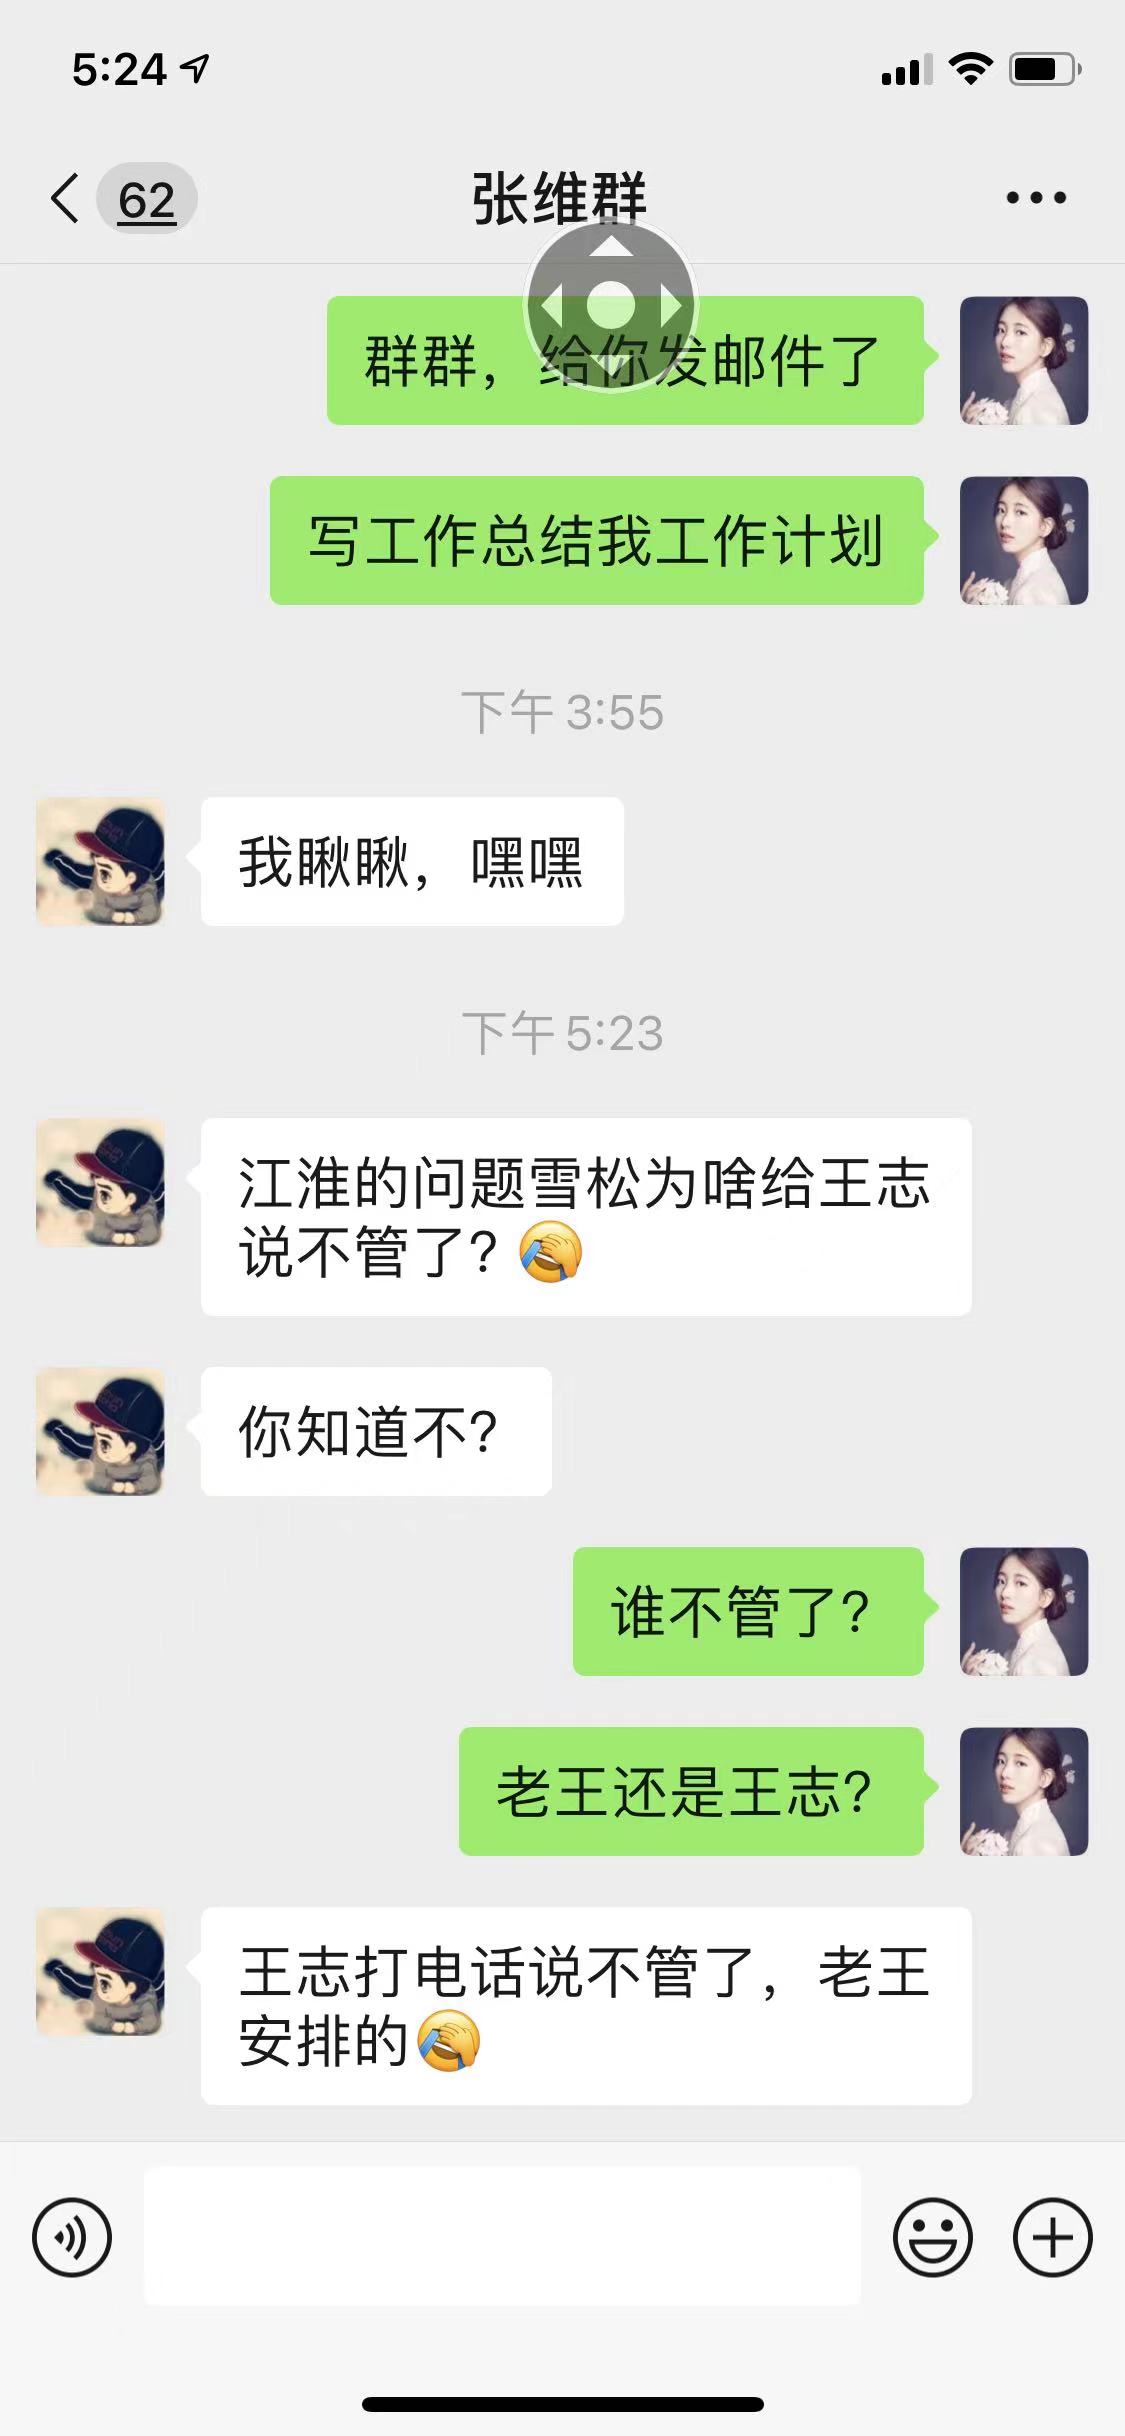 5:24
62
张维群
群群，给你发邮件了
写工作总结我工作计划
下午 3:55
我瞅瞅，嘿嘿
下午 5:23
江淮的问题雪松为啥给王志
说不管了？🤦
你知道不？
谁不管了？
老王还是王志？
王志打电话说不管了，老王
安排的🤦